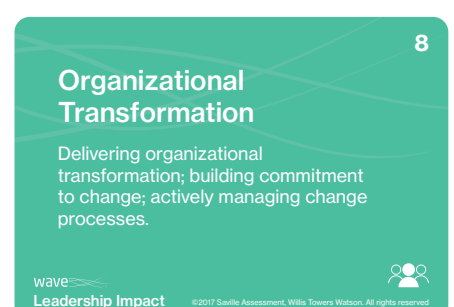 8
Organizational
Transformation
Delivering organizational
transformation; building commitment
to change; actively managing change
processes.
wave
Leadership Impact
©2017 Saville Assessment, Willis Towers Watson. All rights reserved